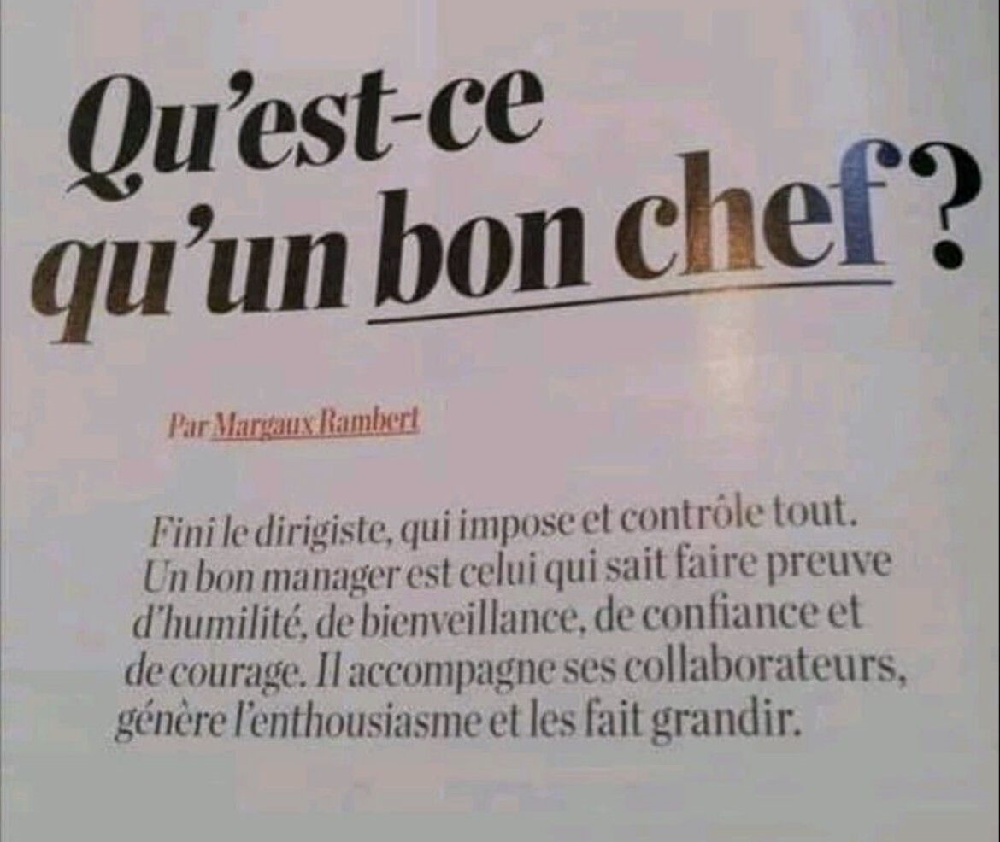 Qu’est-ce
qu’un bon chef ?
Par Margaux Rambert
Fini le dirigiste, qui impose et contrôle tout.
Un bon manager est celui qui sait faire preuve
d’humilité, de bienveillance, de confiance et
de courage. Il accompagne ses collaborateurs,
génère l’enthousiasme et les fait grandir.